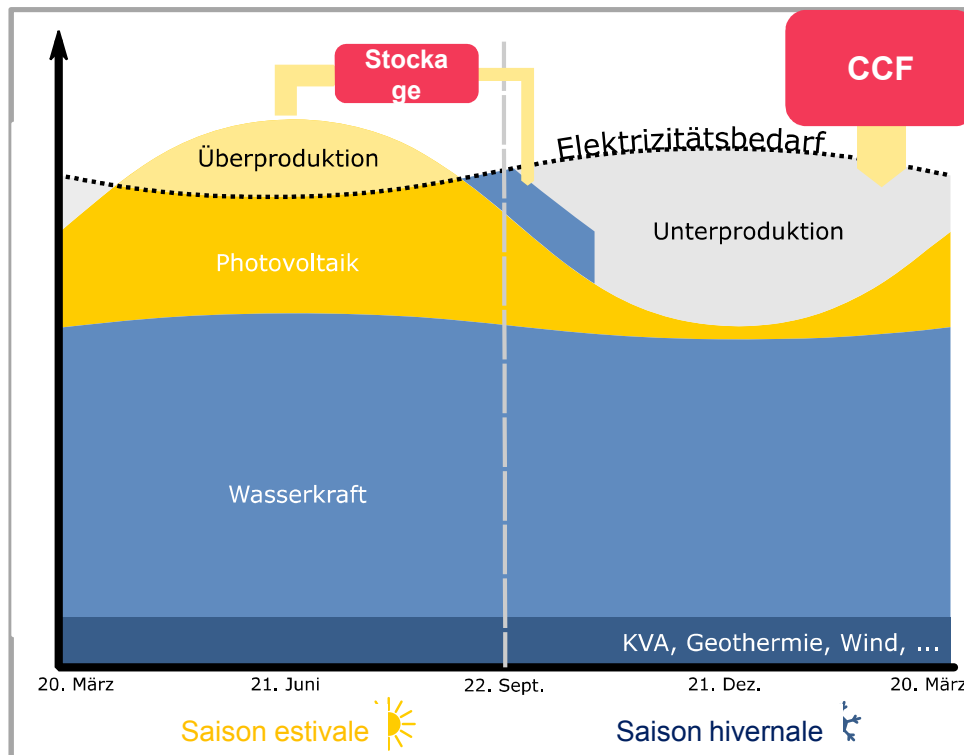 Stocka
ge
CCF
Elektrizitätsbedarf
Überproduktion
Unterproduktion
Photovoltaik
Wasserkraft
KVA, Geothermie, Wind, ...
20. März
21. Juni
22. Sept.
21. Dez.
20. März
Saison estivale
Saison hivernale